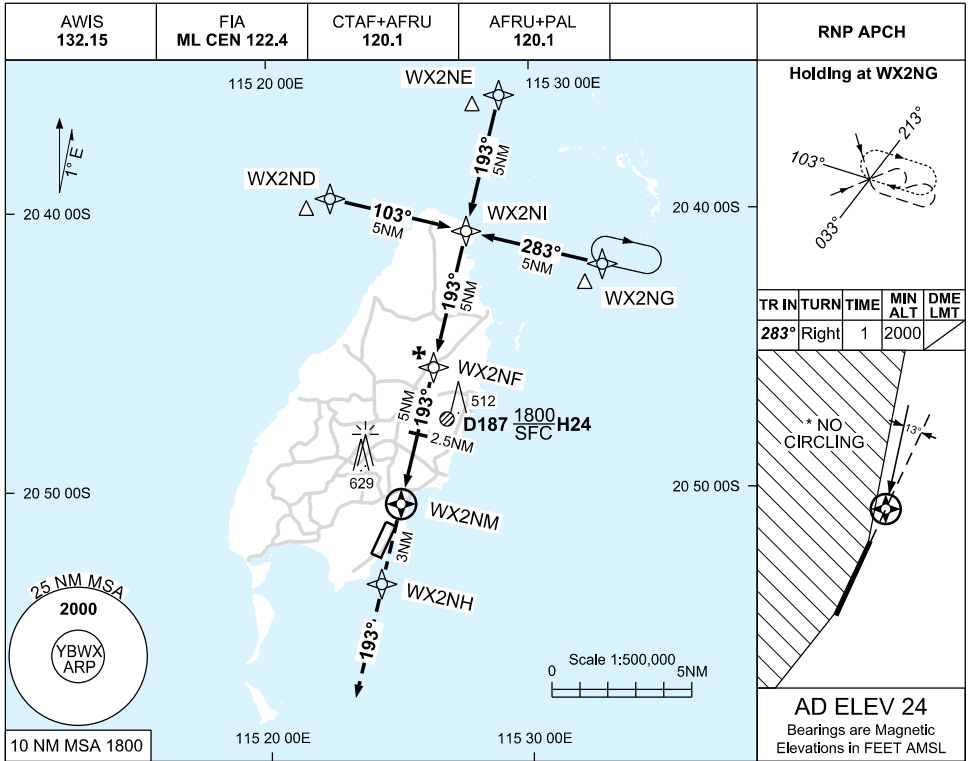 AWIS
132.15
FIA
ML CEN 122.4
CTAF+AFRU
120.1
AFRU+PAL
120.1
RNP APCH
115 20 00E
115 30 00E
WX2NE
1° E
193°
5NM
WX2ND
WX2NI
20 40 00S
20 40 00S
103°
5NM
283°
5NM
WX2NG
193°
5NM
WX2NF
512
D187 1800 H24
SFC
5NM
193°
2.5NM
629
20 50 00S
20 50 00S
WX2NM
3NM
WX2NH
193°
25 NM MSA
2000
YBWX
ARP
10 NM MSA 1800
Scale 1:500,000
0
5NM
115 20 00E
115 30 00E
Holding at WX2NG
213°
103°
033°
TR IN TURN TIME MIN ALT DME LMT
283° Right 1 2000
* NO
CIRCLING
13°
AD ELEV 24
Bearings are Magnetic
Elevations in FEET AMSL